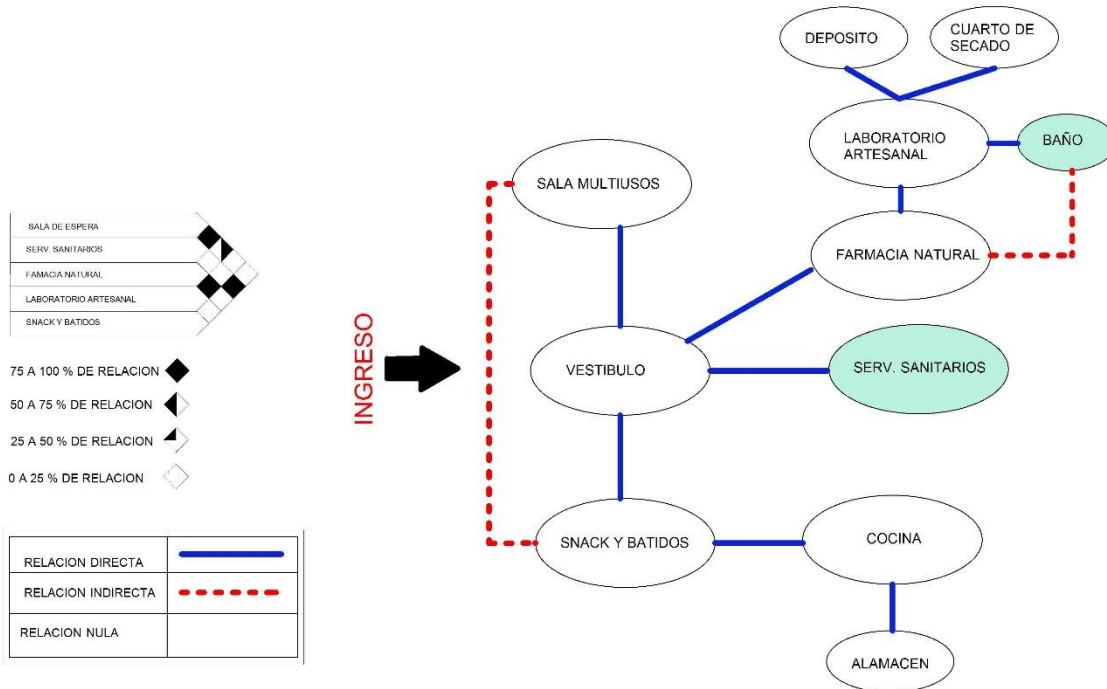 DEPOSITO
CUARTO DE
SECADO
LABORATORIO
ARTESANAL
BAÑO
SALA MULTIUSOS
FARMACIA NATURAL
SALA DE ESPERA
SERV. SANITARIOS
FAMACIA NATURAL
LABORATORIO ARTESANAL
SNACK Y BATIDOS
75 A 100 % DE RELACION
50 A 75 % DE RELACION
25 A 50 % DE RELACION
0 A 25 % DE RELACION
INGRESO
VESTIBULO
SERV. SANITARIOS
SNACK Y BATIDOS
COCINA
ALAMACEN
RELACION DIRECTA
RELACION INDIRECTA
RELACION NULA